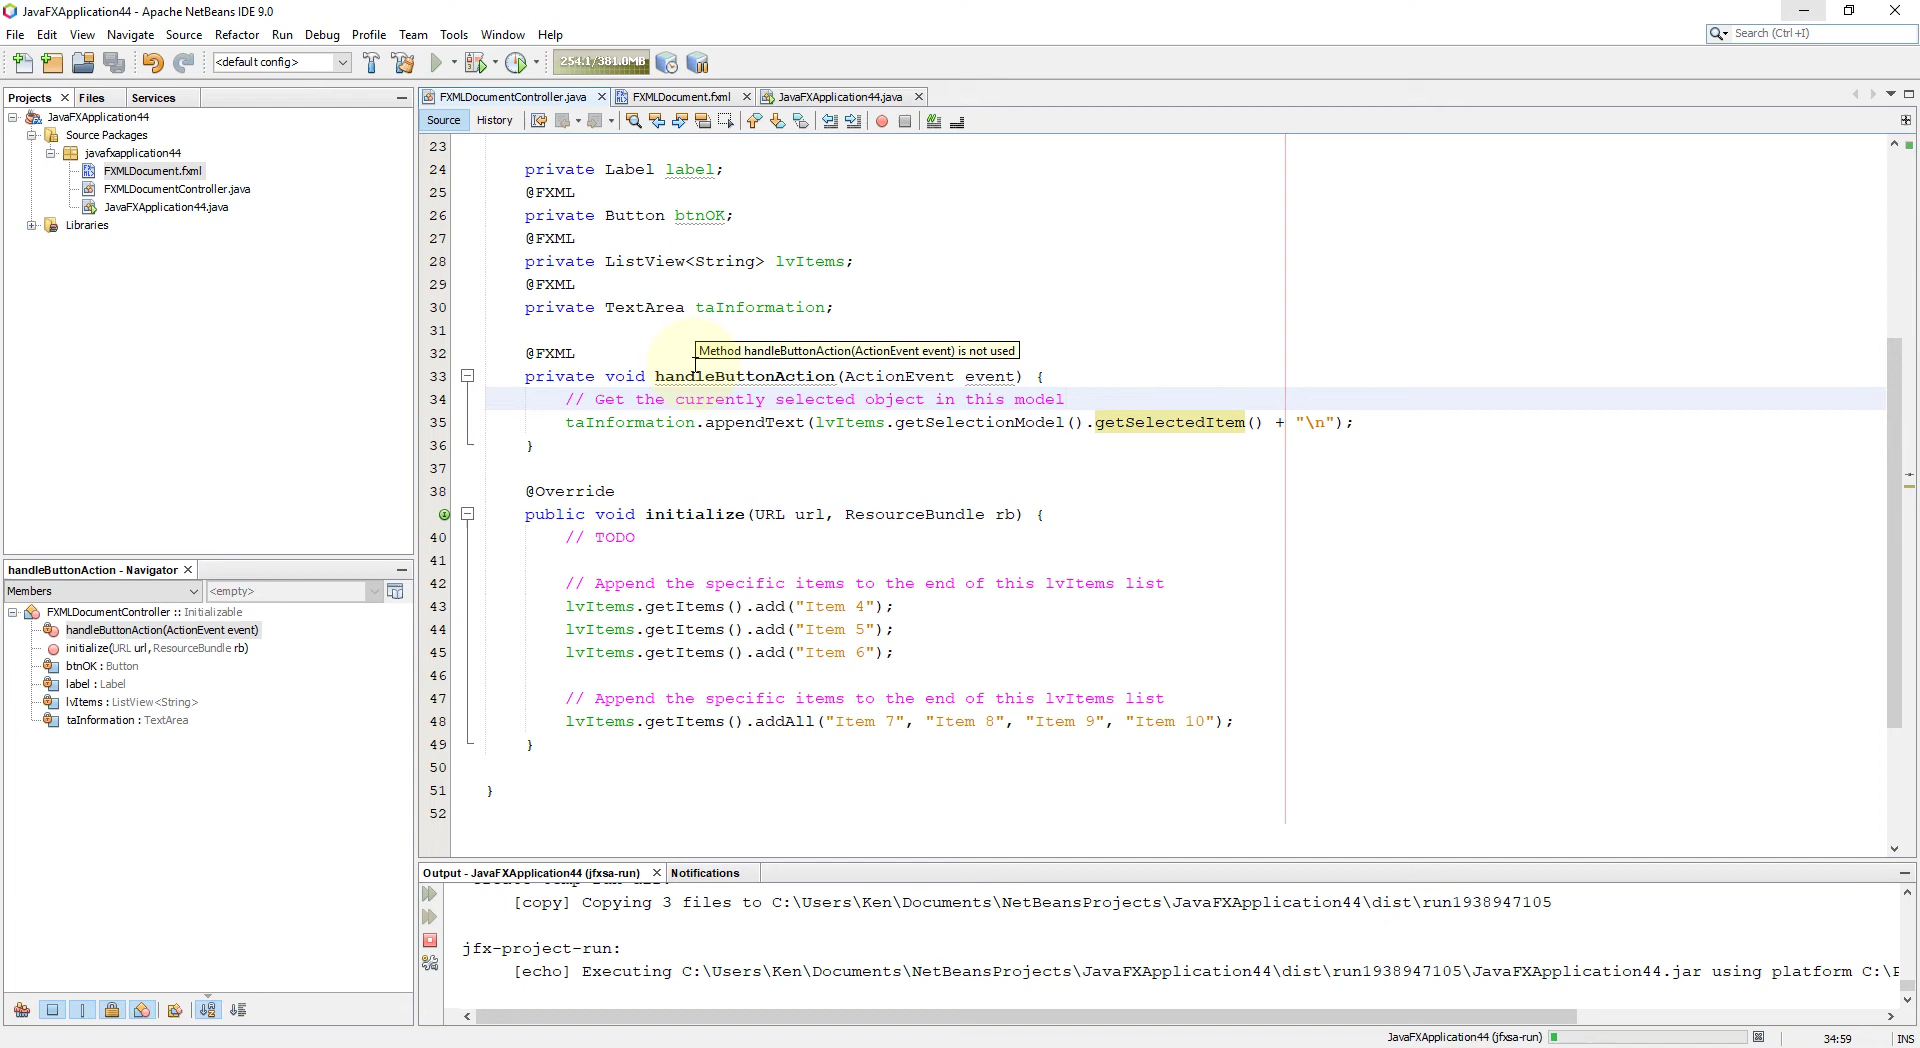 JavaFXApplication44 - Apache NetBeans IDE 9.0
File Edit View Navigate Source Refactor Run Debug Profile Team Tools Window Help
Search (Ctrl+I)
<default config>
254.1/381.0MB
Projects Files Services
JavaFXApplication44
Source Packages
javafxapplication44
FXMLDocument.fxml
FXMLDocumentController.java
JavaFXApplication44.java
Libraries
FXMLDocumentController.java FXMLDocument.fxml JavaFXApplication44.java
Source History
23
24 private Label label;
25 @FXML
26 private Button btnOK;
27 @FXML
28 private ListView<String> lvItems;
29 @FXML
30 private TextArea taInformation;
31
32 @FXML
Method handleButtonAction(ActionEvent event) is not used
33 private void handleButtonAction(ActionEvent event) {
34 // Get the currently selected object in this model
35 taInformation.appendText(lvItems.getSelectionModel().getSelectedItem() + "\n");
36 }
37
38 @Override
public void initialize(URL url, ResourceBundle rb) {
40 // TODO
41
42 // Append the specific items to the end of this lvItems list
43 lvItems.getItems().add("Item 4");
44 lvItems.getItems().add("Item 5");
45 lvItems.getItems().add("Item 6");
46
47 // Append the specific items to the end of this lvItems list
48 lvItems.getItems().addAll("Item 7", "Item 8", "Item 9", "Item 10");
49 }
50
51 }
52
handleButtonAction - Navigator
Members <empty>
FXMLDocumentController :: Initializable
handleButtonAction(ActionEvent event)
initialize(URL url, ResourceBundle rb)
btnOK : Button
label : Label
lvItems : ListView<String>
taInformation : TextArea
Output - JavaFXApplication44 (jfxsa-run) Notifications
[copy] Copying 3 files to C:\Users\Ken\Documents\NetBeansProjects\JavaFXApplication44\dist\run1938947105
jfx-project-run:
[echo] Executing C:\Users\Ken\Documents\NetBeansProjects\JavaFXApplication44\dist\run1938947105\JavaFXApplication44.jar using platform C:\
JavaFXApplication44 (jfxsa-run)
34:59 INS